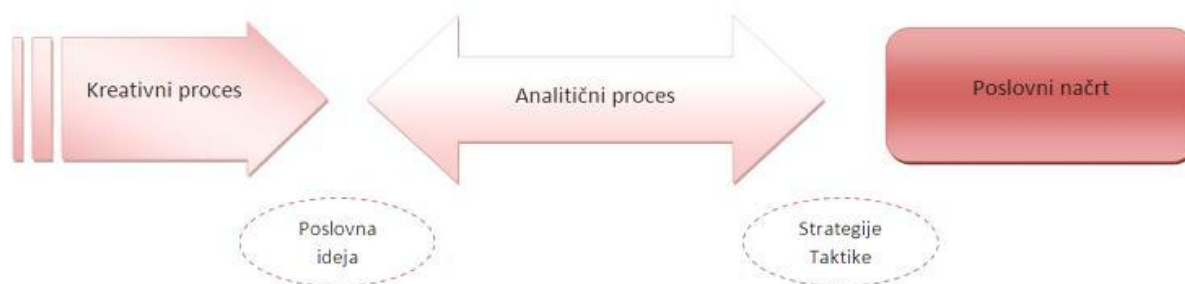 Kreativni proces
Analitični proces
Poslovni načrt
Poslovna
ideja
Strategije
Taktike